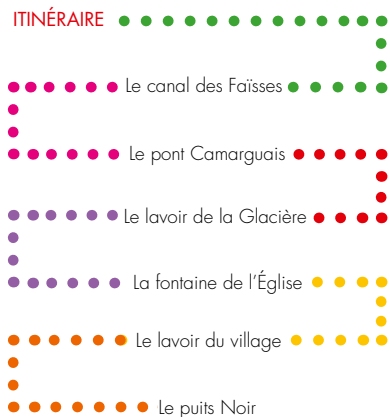 ITINÉRAIRE
Le canal des Faïsses
Le pont Camarguais
Le lavoir de la Glacière
La fontaine de l'Église
Le lavoir du village
Le puits Noir